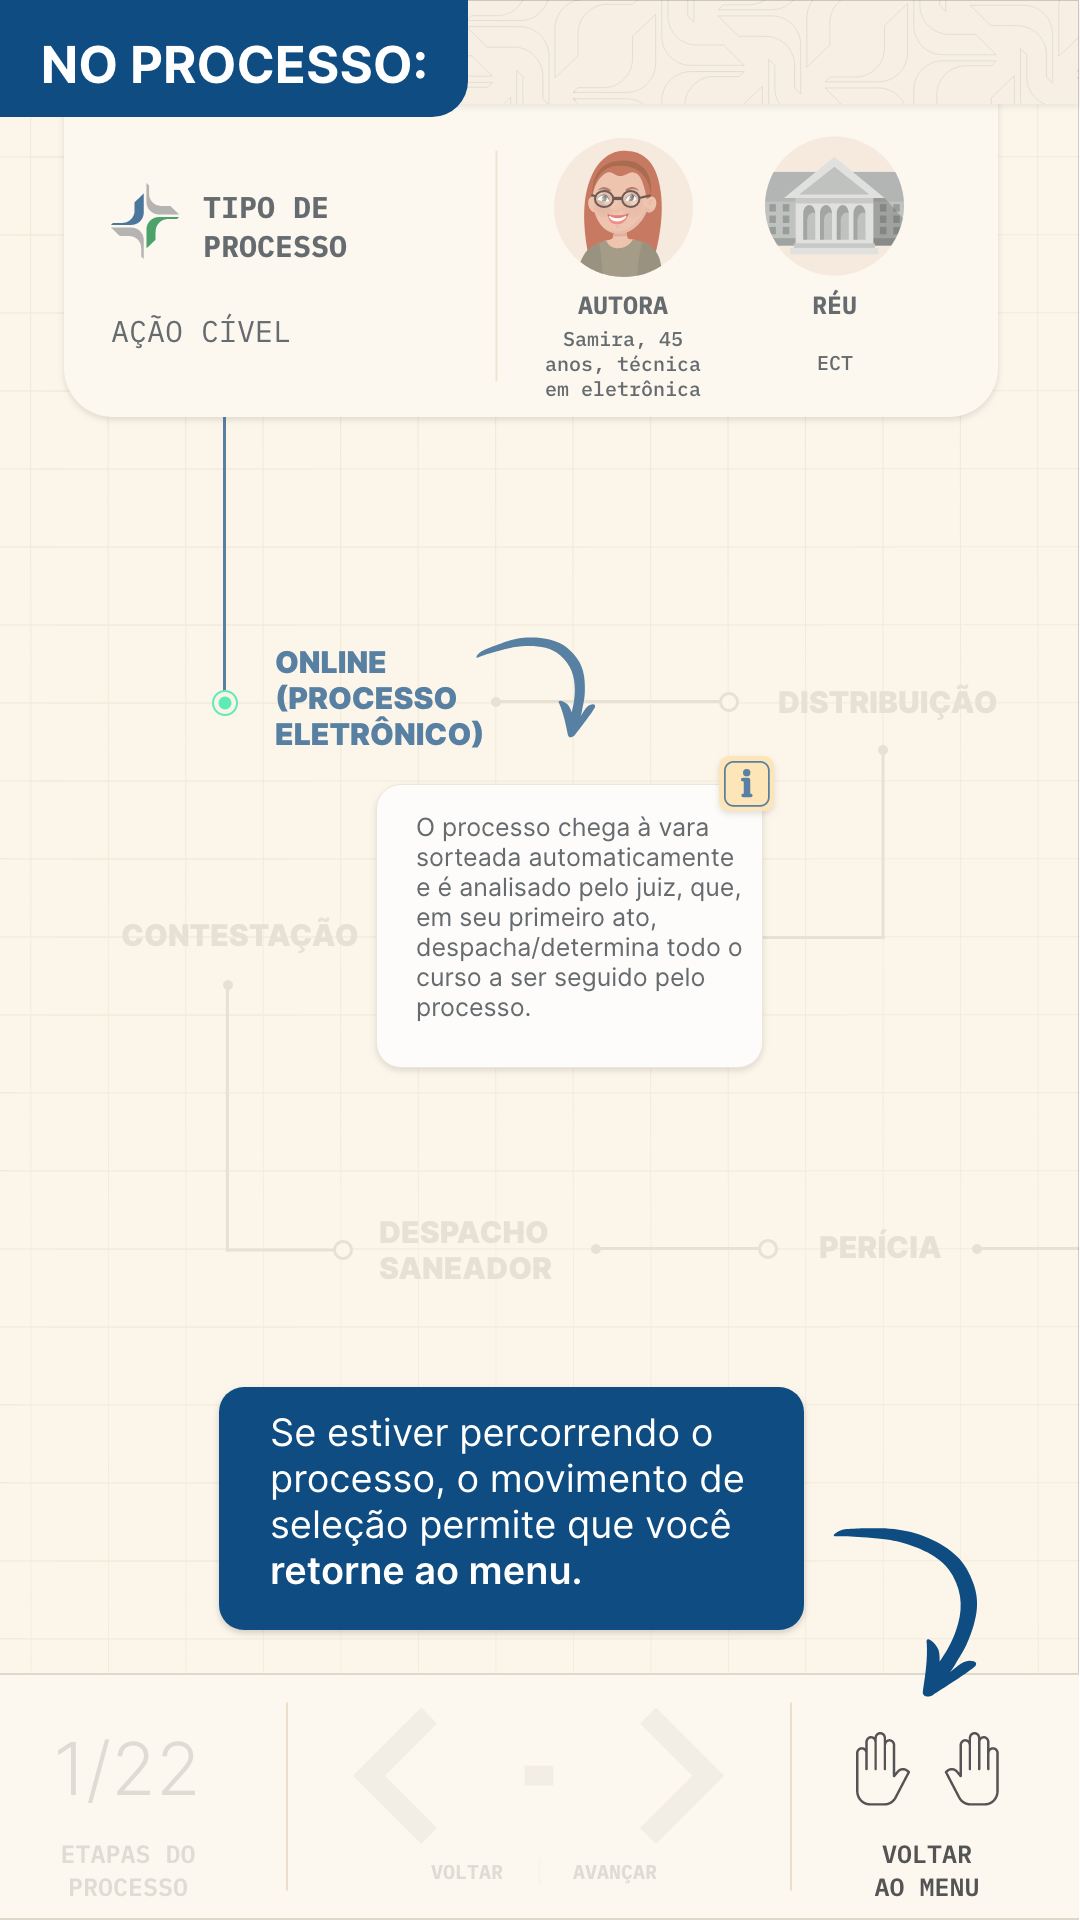 NO PROCESSO:
TIPO DE
PROCESSO
AÇÃO CÍVEL
AUTORA
Samira, 45
anos, técnica
em eletrônica
RÉU
ECT
ONLINE
(PROCESSO
ELETRÔNICO)
DISTRIBUIÇÃO
i
O processo chega à vara
sorteada automaticamente
e é analisado pelo juiz, que,
em seu primeiro ato,
despacha/determina todo o
curso a ser seguido pelo
processo.
CONTESTAÇÃO
DESPACHO
SANEADOR
PERÍCIA
Se estiver percorrendo o
processo, o movimento de
seleção permite que você
retorne ao menu.
1/22
ETAPAS DO
PROCESSO
VOLTAR
AVANÇAR
VOLTAR
AO MENU